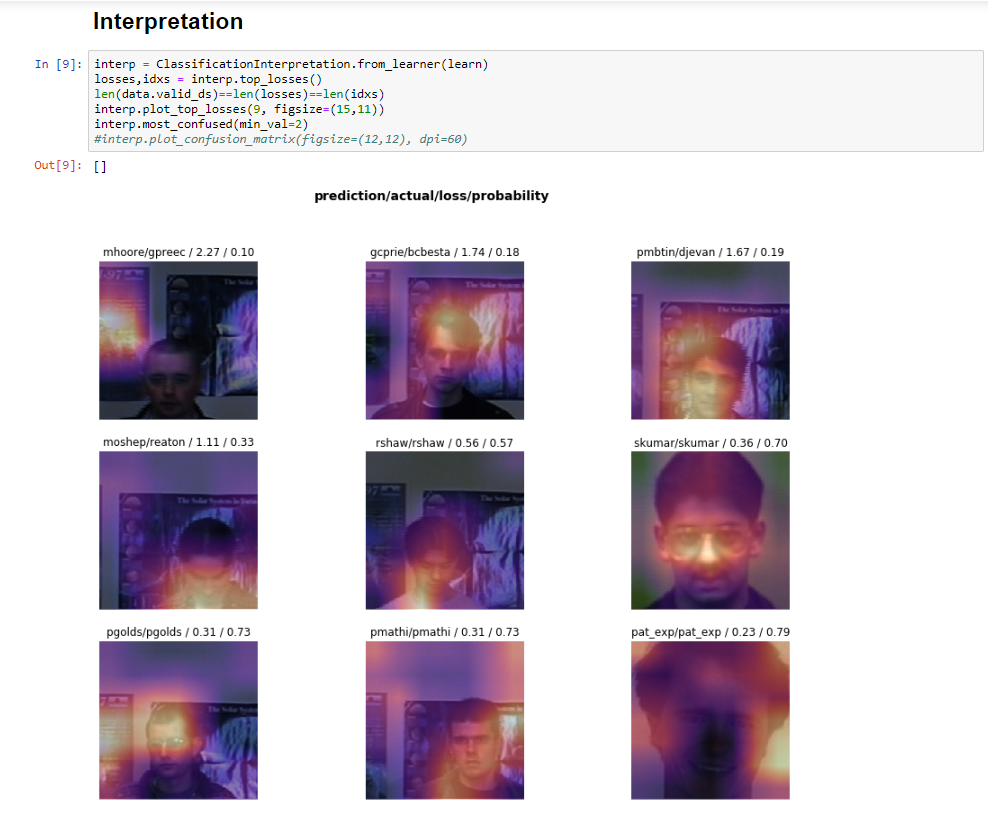 Interpretation
In [9]: interp = ClassificationInterpretation.from_learner(learn)
losses,idxs = interp.top_losses()
len(data.valid_ds)==len(losses)==len(idxs)
interp.plot_top_losses(9, figsize=(15,11))
interp.most_confused(min_val=2)
#interp.plot_confusion_matrix(figsize=(12,12), dpi=60)
Out[9]: []
prediction/actual/loss/probability
mhoore/gpreec / 2.27 / 0.10 gcprie/bcbesta / 1.74 / 0.18 pmbtin/djevan / 1.67 / 0.19
moshep/reaton / 1.11 / 0.33 rshaw/rshaw / 0.56 / 0.57 skumar/skumar / 0.36 / 0.70
The Solar System in
pgolds/pgolds / 0.31 / 0.73 pmathi/pmathi / 0.31 / 0.73 pat_exp/pat_exp / 0.23 / 0.79